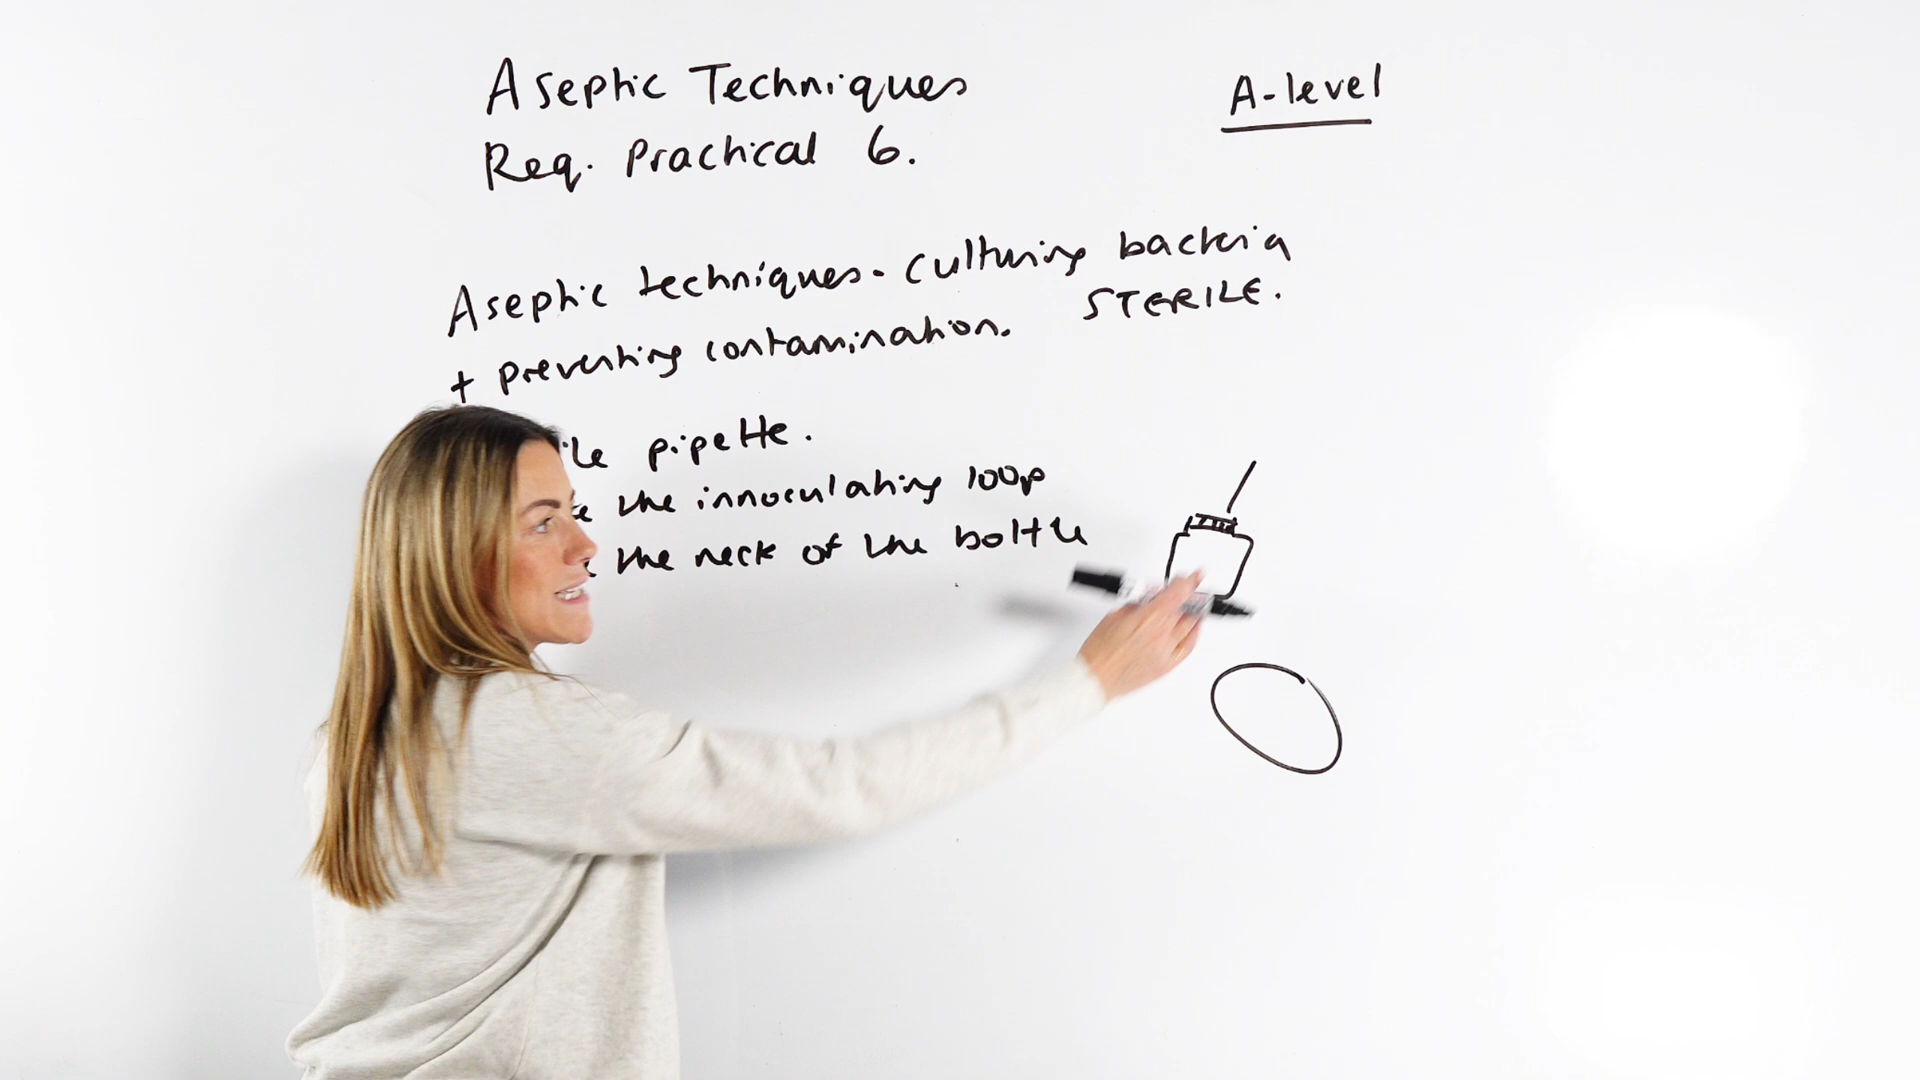 Aseptic Techniques
Req. Practical 6.
A-level
Aseptic techniques - culturing bacteria
+ preventing contamination. STERILE.
pipette.
the innoculating loop
the neck of the bottle